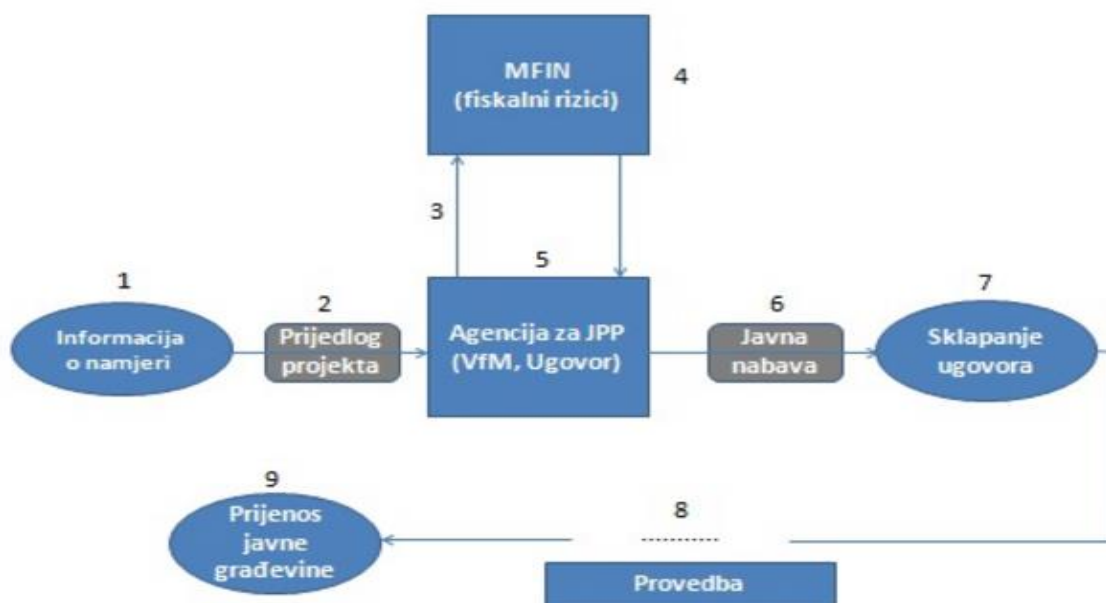 MFIN
(fiskalni rizici)
4
3
5
1
Informacija
o namjeri
2
Prijedlog
projekta
Agencija za JPP
(VfM, Ugovor)
6
Javna
nabava
7
Sklapanje
ugovora
9
Prijenos
javne
građevine
8
Provedba